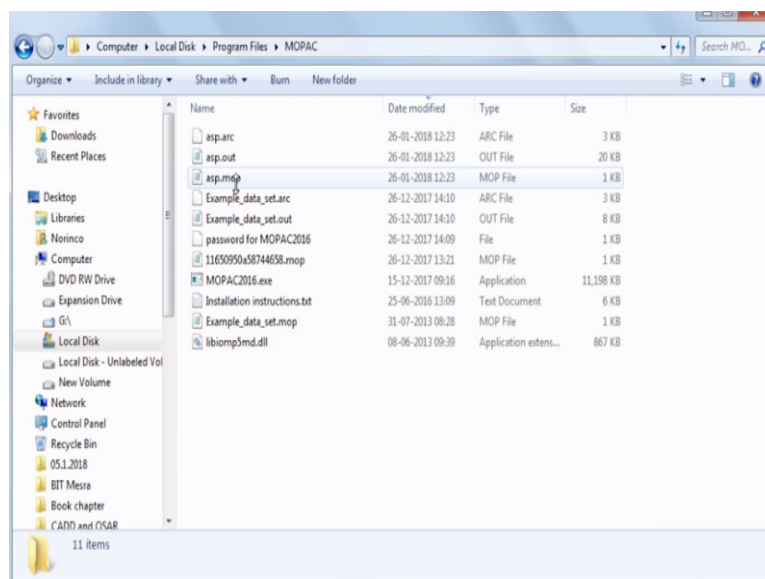 Computer ▸ Local Disk ▸ Program Files ▸ MOPAC
Search MO...
Organize Include in library Share with Burn New folder
Name Date modified Type Size
Favorites
Downloads
Recent Places
Desktop
Libraries
Norinco
Computer
DVD RW Drive
Expansion Drive
G:\
Local Disk
Local Disk - Unlabeled Vol
New Volume
Network
Control Panel
Recycle Bin
05.1.2018
BIT Mesra
Book chapter
CADD and QSAR
asp.arc 26-01-2018 12:23 ARC File 3 KB
asp.out 26-01-2018 12:23 OUT File 20 KB
asp.mop 26-01-2018 12:23 MOP File 1 KB
Example_data_set.arc 26-12-2017 14:10 ARC File 3 KB
Example_data_set.out 26-12-2017 14:10 OUT File 8 KB
password for MOPAC2016 26-12-2017 14:09 File 1 KB
11650950a58744658.mop 26-12-2017 13:21 MOP File 1 KB
MOPAC2016.exe 15-12-2017 09:16 Application 11,198 KB
Installation instructions.txt 25-06-2016 13:09 Text Document 6 KB
Example_data_set.mop 31-07-2013 08:28 MOP File 1 KB
libiomp5md.dll 08-06-2013 09:39 Application extens... 867 KB
11 items